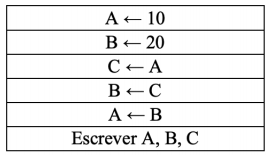 A ← 10
B ← 20
C ← A
B ← C
A ← B
Escrever A, B, C